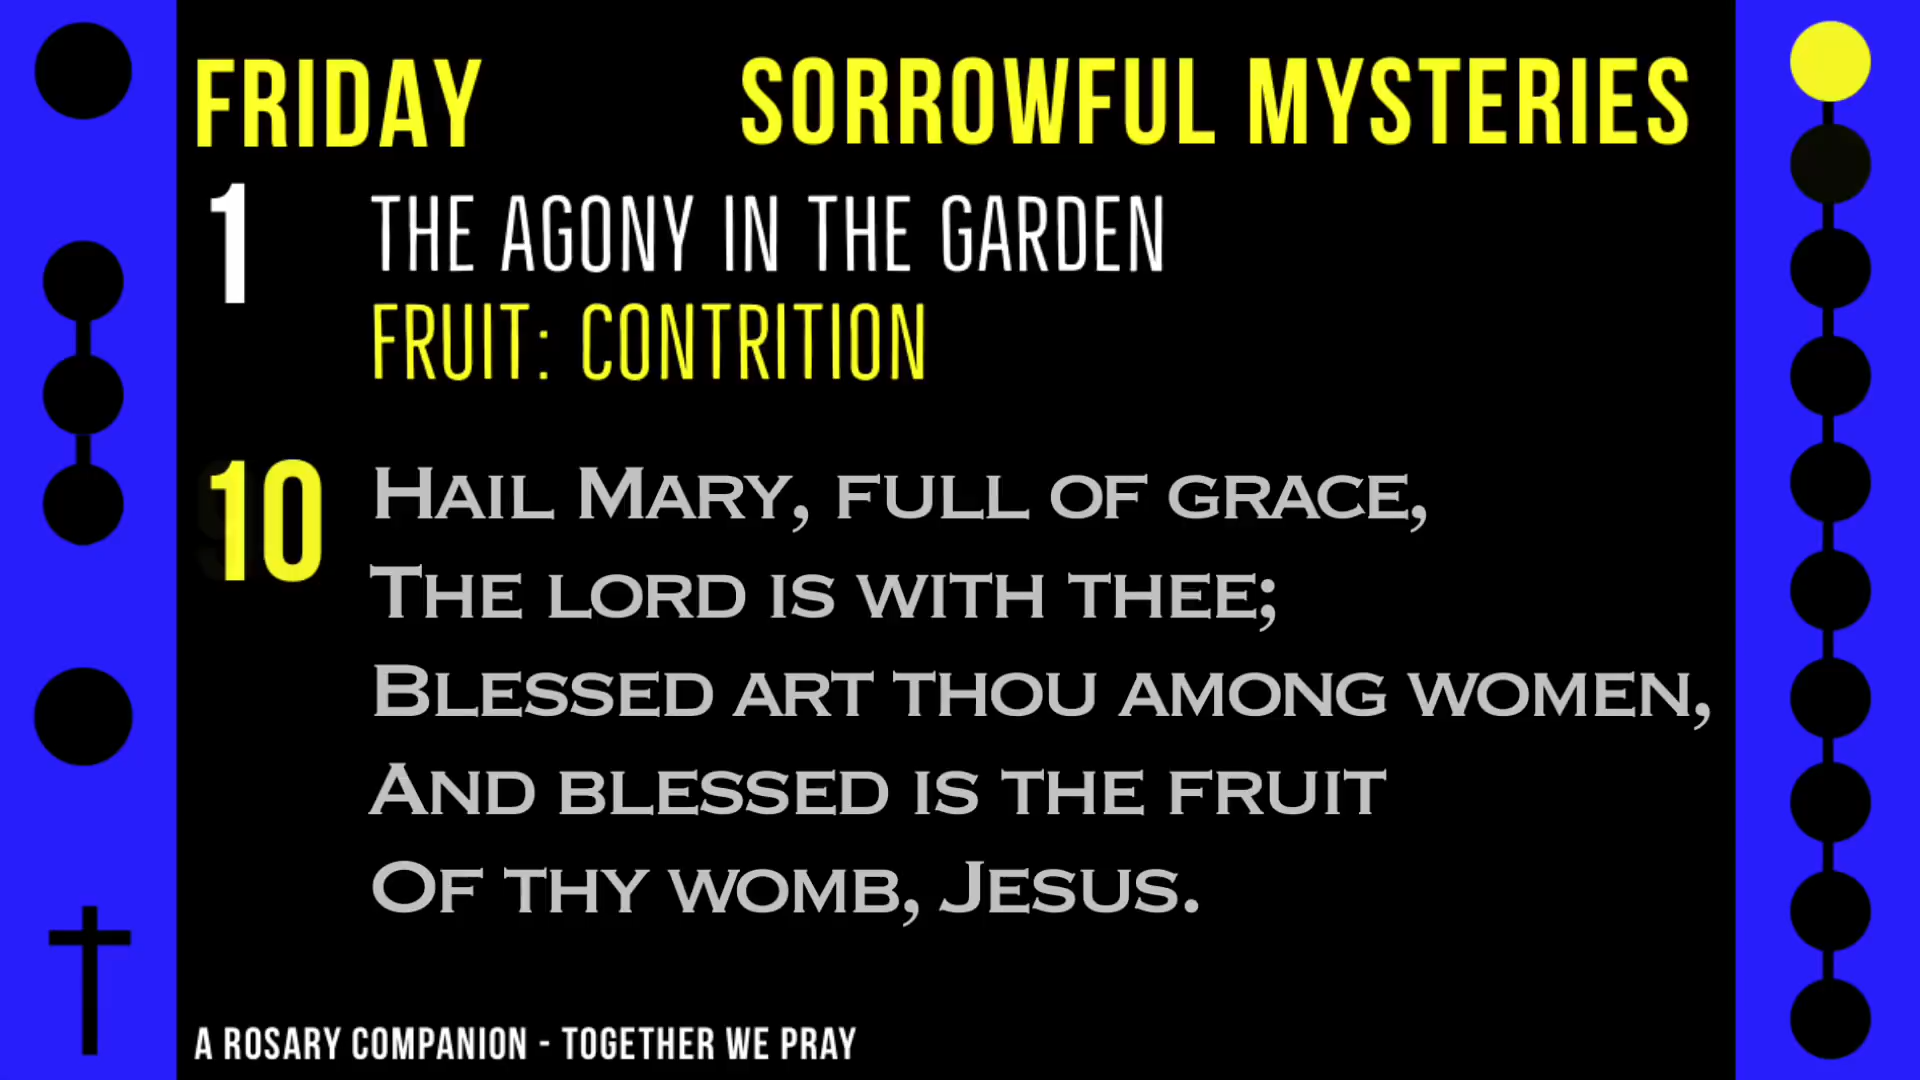 FRIDAY SORROWFUL MYSTERIES
1 THE AGONY IN THE GARDEN
FRUIT: CONTRITION
10 Hail Mary, full of grace,
The lord is with thee;
Blessed art thou among women,
And blessed is the fruit
Of thy womb, Jesus.
A ROSARY COMPANION - TOGETHER WE PRAY